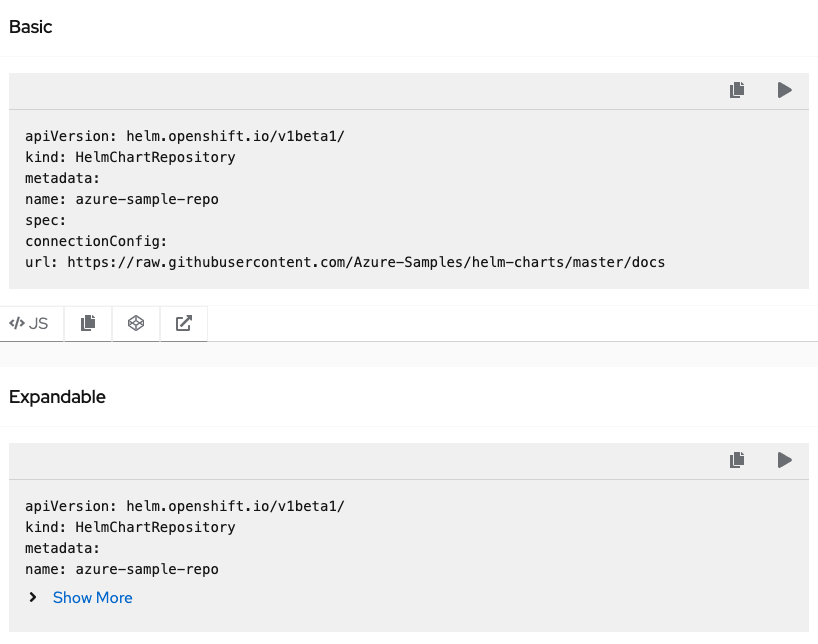 Basic
apiVersion: helm.openshift.io/v1beta1/
kind: HelmChartRepository
metadata:
name: azure-sample-repo
spec:
connectionConfig:
url: https://raw.githubusercontent.com/Azure-Samples/helm-charts/master/docs
JS
Expandable
apiVersion: helm.openshift.io/v1beta1/
kind: HelmChartRepository
metadata:
name: azure-sample-repo
Show More